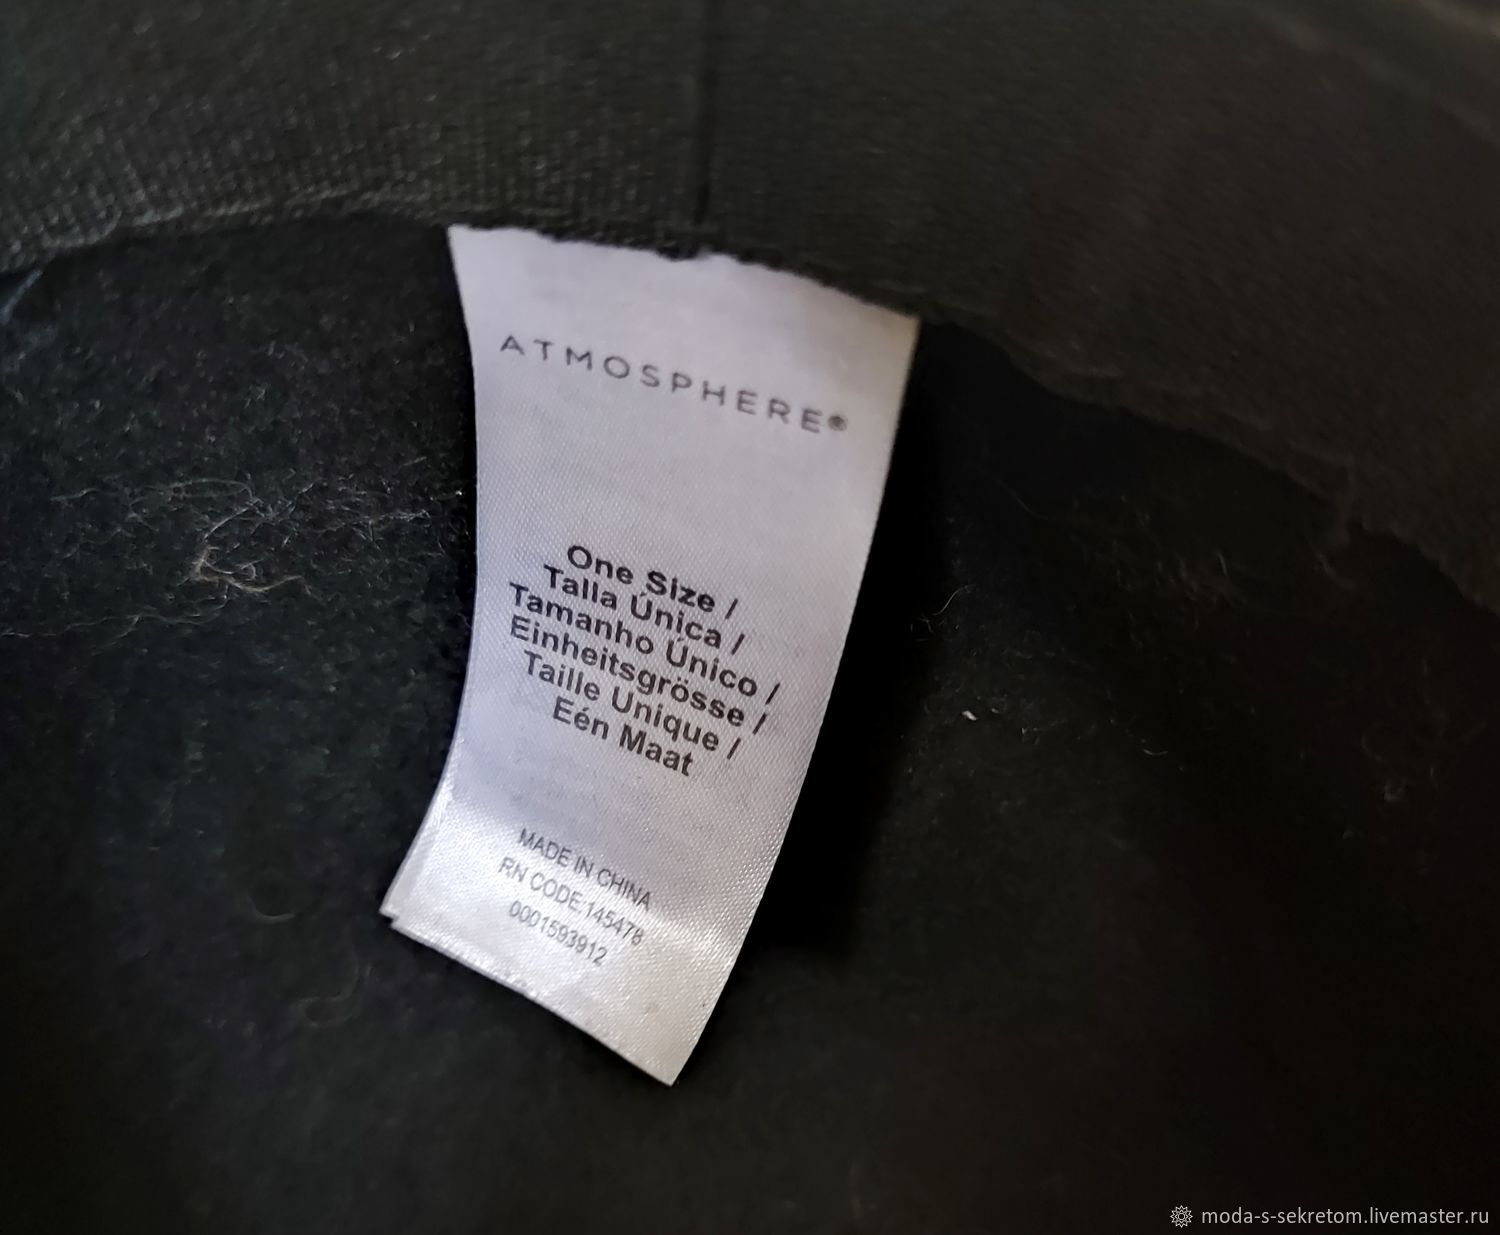 ATMOSPHERE®
One Size /
Talla Única /
Tamanho Único /
Einheitsgrösse /
Taille Unique /
Eén Maat
MADE IN CHINA
RN CODE:145478
0001593912
moda-s-sekretom.livemaster.ru